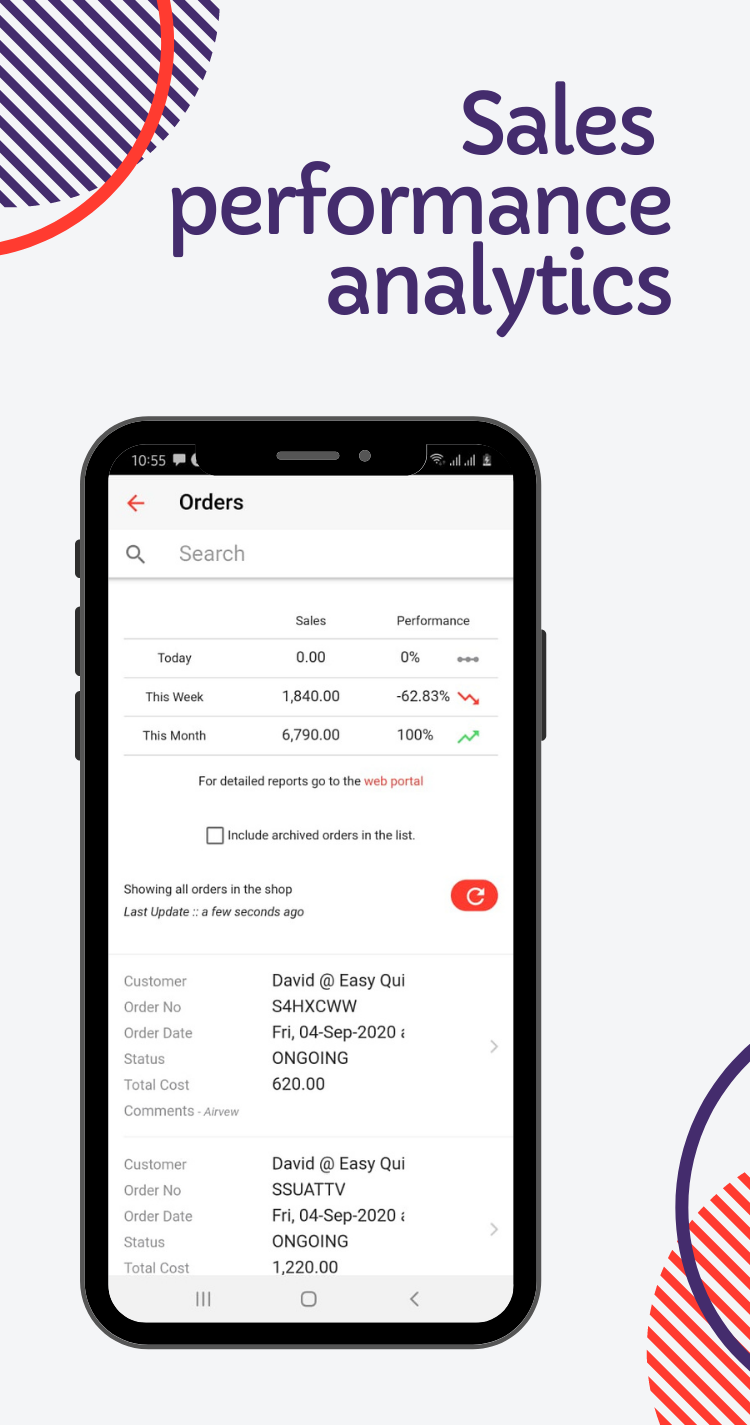 Sales
performance
analytics
10:55
Orders
Search
Sales Performance
Today 0.00 0%
This Week 1,840.00 -62.83%
This Month 6,790.00 100%
For detailed reports go to the web portal
Include archived orders in the list.
Showing all orders in the shop
Last Update :: a few seconds ago
Customer David @ Easy Qui
Order No S4HXCWW
Order Date Fri, 04-Sep-2020
Status ONGOING
Total Cost 620.00
Comments - Airvew
Customer David @ Easy Qui
Order No SSUATTV
Order Date Fri, 04-Sep-2020
Status ONGOING
Total Cost 1,220.00